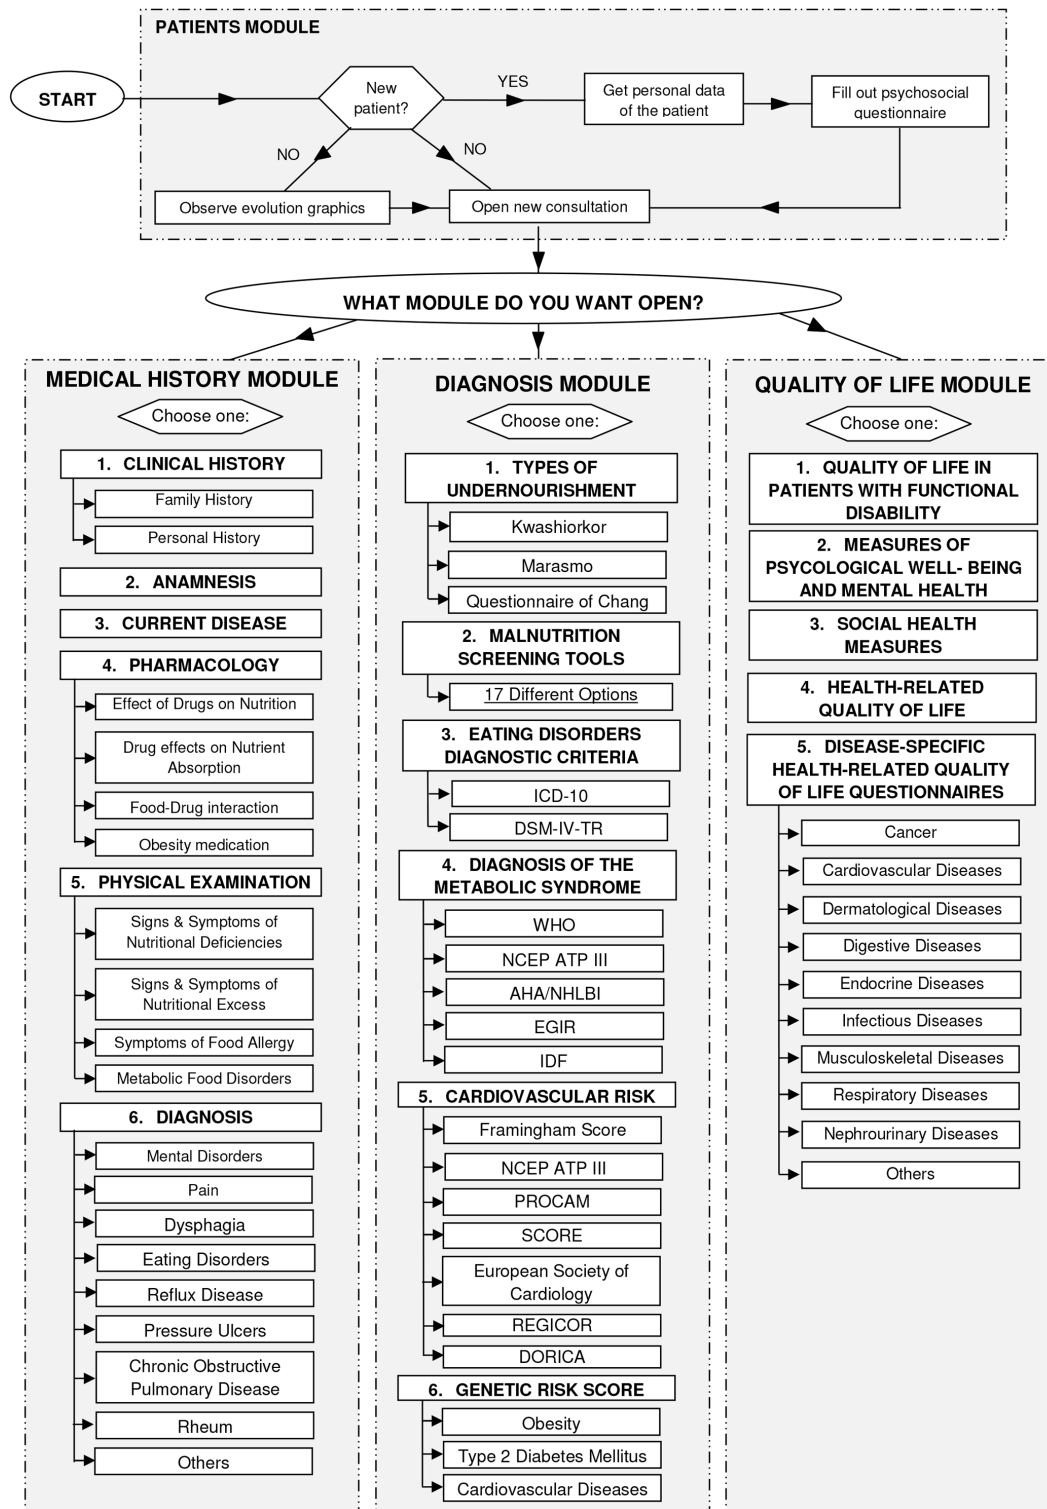 PATIENTS MODULE
START
New
patient?
YES
Get personal data
of the patient
Fill out psychosocial
questionnaire
NO
NO
Observe evolution graphics
Open new consultation
WHAT MODULE DO YOU WANT OPEN?
MEDICAL HISTORY MODULE
Choose one:
1. CLINICAL HISTORY
Family History
Personal History
2. ANAMNESIS
3. CURRENT DISEASE
4. PHARMACOLOGY
Effect of Drugs on Nutrition
Drug effects on Nutrient
Absorption
Food-Drug interaction
Obesity medication
5. PHYSICAL EXAMINATION
Signs & Symptoms of
Nutritional Deficiencies
Signs & Symptoms of
Nutritional Excess
Symptoms of Food Allergy
Metabolic Food Disorders
6. DIAGNOSIS
Mental Disorders
Pain
Dysphagia
Eating Disorders
Reflux Disease
Pressure Ulcers
Chronic Obstructive
Pulmonary Disease
Rheum
Others
DIAGNOSIS MODULE
Choose one:
1. TYPES OF
UNDERNOURISHMENT
Kwashiorkor
Marasmo
Questionnaire of Chang
2. MALNUTRITION
SCREENING TOOLS
17 Different Options
3. EATING DISORDERS
DIAGNOSTIC CRITERIA
ICD-10
DSM-IV-TR
4. DIAGNOSIS OF THE
METABOLIC SYNDROME
WHO
NCEP ATP III
AHA/NHLBI
EGIR
IDF
5. CARDIOVASCULAR RISK
Framingham Score
NCEP ATP III
PROCAM
SCORE
European Society of
Cardiology
REGICOR
DORICA
6. GENETIC RISK SCORE
Obesity
Type 2 Diabetes Mellitus
Cardiovascular Diseases
QUALITY OF LIFE MODULE
Choose one:
1. QUALITY OF LIFE IN
PATIENTS WITH FUNCTIONAL
DISABILITY
2. MEASURES OF
PSYCOLOGICAL WELL- BEING
AND MENTAL HEALTH
3. SOCIAL HEALTH
MEASURES
4. HEALTH-RELATED
QUALITY OF LIFE
5. DISEASE-SPECIFIC
HEALTH-RELATED QUALITY
OF LIFE QUESTIONNAIRES
Cancer
Cardiovascular Diseases
Dermatological Diseases
Digestive Diseases
Endocrine Diseases
Infectious Diseases
Musculoskeletal Diseases
Respiratory Diseases
Nephrourinary Diseases
Others